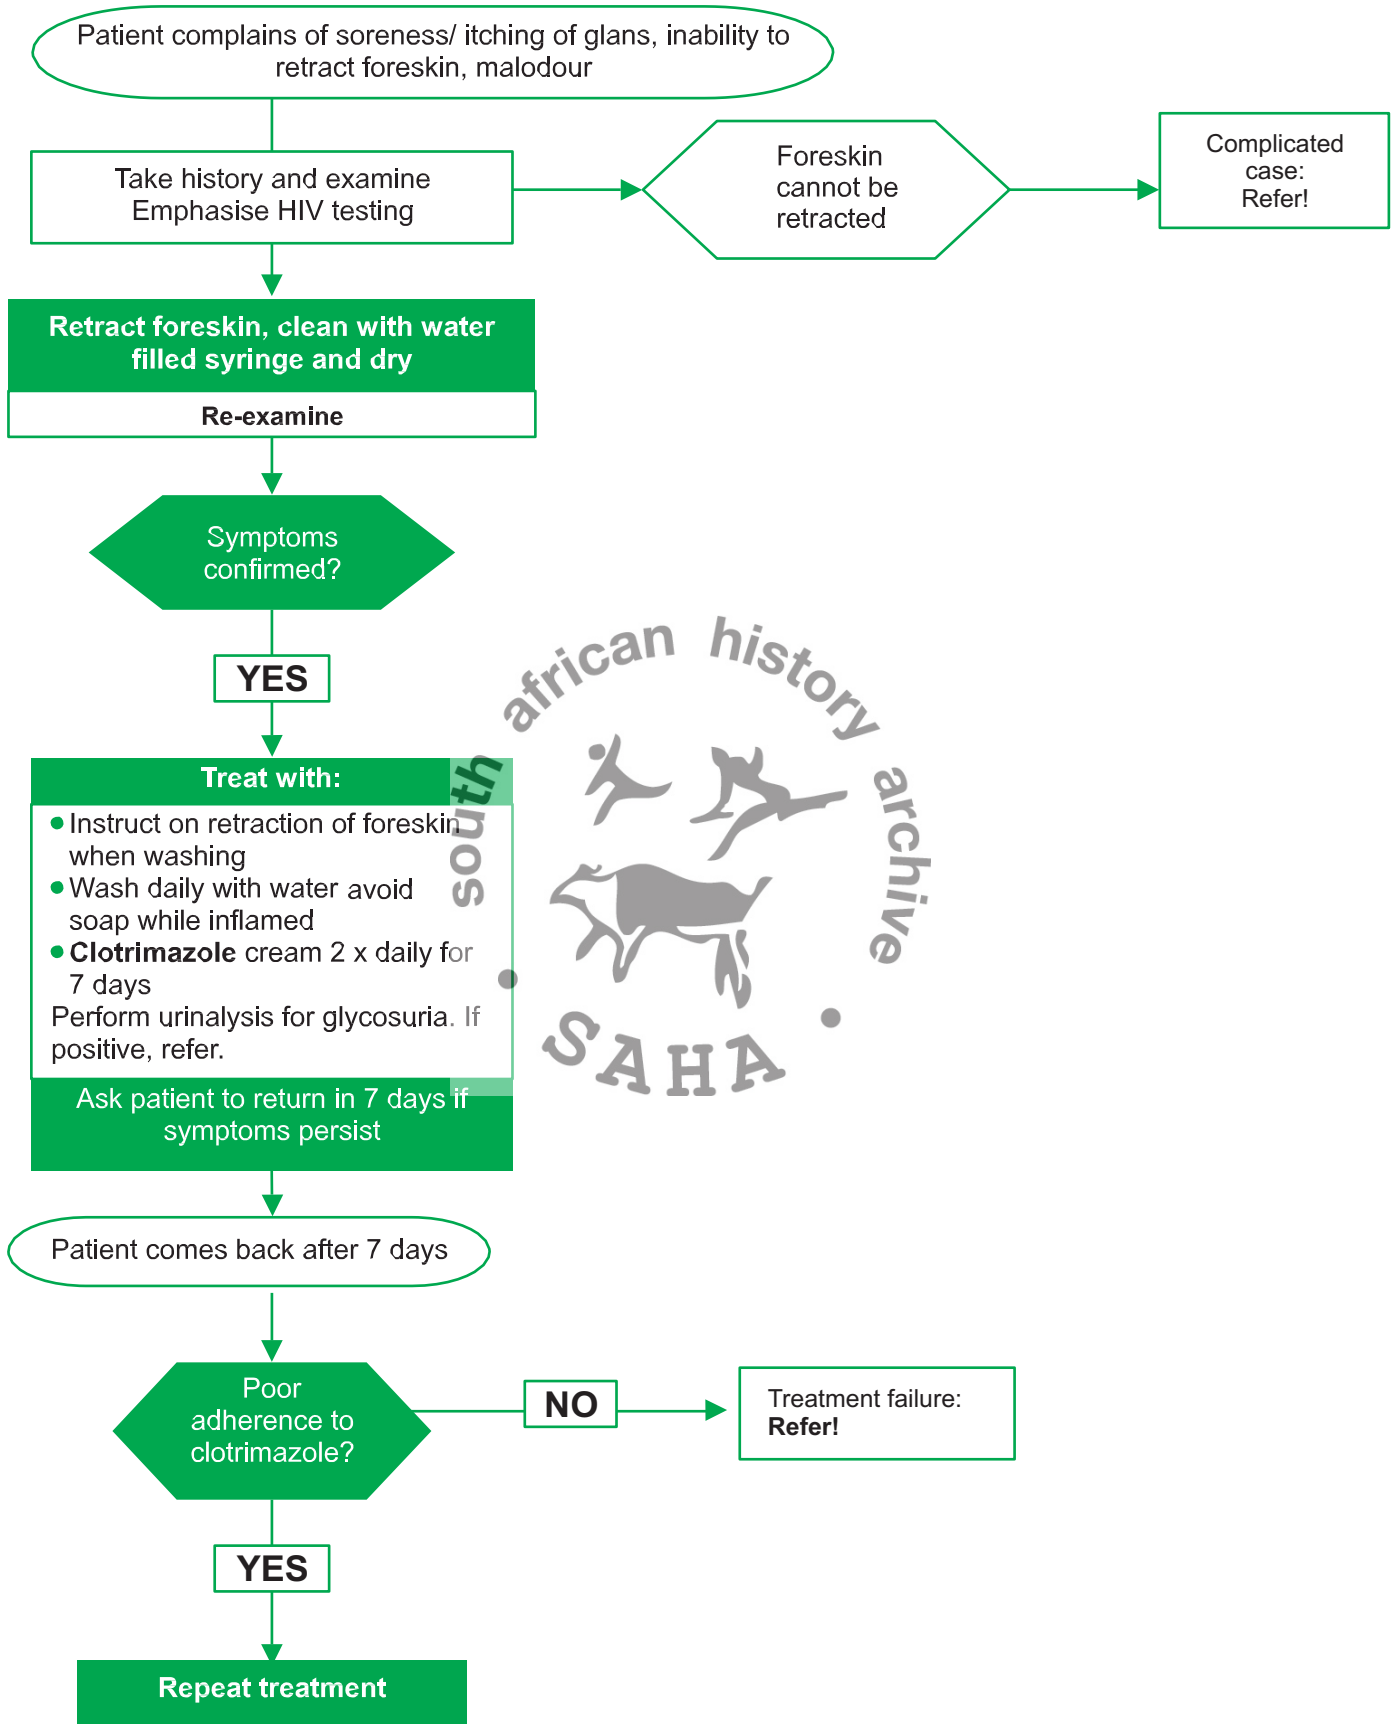 Patient complains of soreness/ itching of glans, inability to
retract foreskin, malodour
Take history and examine
Emphasise HIV testing
Foreskin
cannot be
retracted
Complicated
case:
Refer!
Retract foreskin, clean with water
filled syringe and dry
Re-examine
Symptoms
confirmed?
YES
Treat with:
• Instruct on retraction of foreskin
when washing
• Wash daily with water avoid
soap while inflamed
• Clotrimazole cream 2 x daily for
7 days
Perform urinalysis for glycosuria. If
positive, refer.
Ask patient to return in 7 days if
symptoms persist
Patient comes back after 7 days
Poor
adherence to
clotrimazole?
NO
Treatment failure:
Refer!
YES
Repeat treatment
south african history archive
• SAHA •